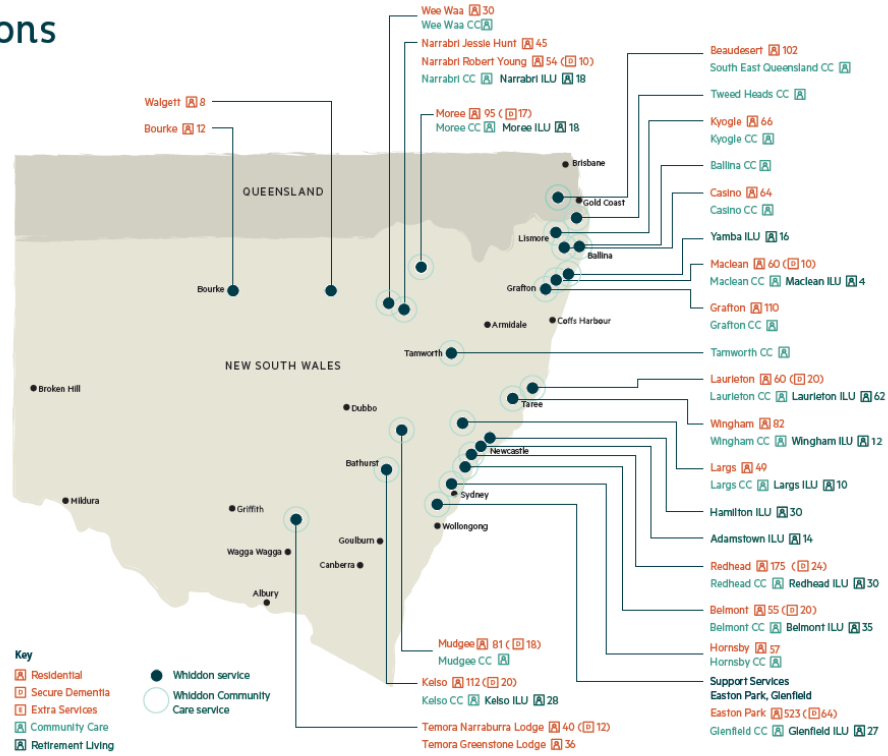 ons
Wee Waa A 30
Wee Waa CC A
Narrabri Jessie Hunt A 45
Narrabri Robert Young A 54 ( D 10)
Narrabri CC A Narrabri ILU A 18
Walgett A 8
Bourke A 12
Moree A 95 ( D 17)
Moree CC A Moree ILU A 18
Beaudesert A 102
South East Queensland CC A
Tweed Heads CC A
Kyogle A 66
Kyogle CC A
Ballina CC A
Casino A 64
Casino CC A
Yamba ILU A 16
Maclean A 60 ( D 10)
Maclean CC A Maclean ILU A 4
Grafton A 110
Grafton CC A
Tamworth CC A
Laurieton A 60 ( D 20)
Laurieton CC A Laurieton ILU A 62
Wingham A 82
Wingham CC A Wingham ILU A 12
Largs A 49
Largs CC A Largs ILU A 10
Hamilton ILU A 30
Adamstown ILU A 14
Redhead A 175 ( D 24)
Redhead CC A Redhead ILU A 30
Belmont A 55 ( D 20)
Belmont CC A Belmont ILU A 35
Hornsby A 57
Hornsby CC A
Support Services
Easton Park, Glenfield
Easton Park A 523 ( D 64)
Glenfield CC A Glenfield ILU A 27
Brisbane
QUEENSLAND
Gold Coast
Lismore
Ballina
Bourke
Grafton
Armidale
Coffs Harbour
Tamworth
NEW SOUTH WALES
Broken Hill
Dubbo
Taree
Newcastle
Bathurst
Sydney
Mildura
Griffith
Wollongong
Goulburn
Wagga Wagga
Canberra
Albury
Mudgee A 81 ( D 18)
Mudgee CC A
Kelso A 112 ( D 20)
Kelso CC A Kelso ILU A 28
Temora Narraburra Lodge A 40 ( D 12)
Temora Greenstone Lodge A 36
Key
A Residential
D Secure Dementia
E Extra Services
A Community Care
A Retirement Living
Whiddon service
Whiddon Community
Care service